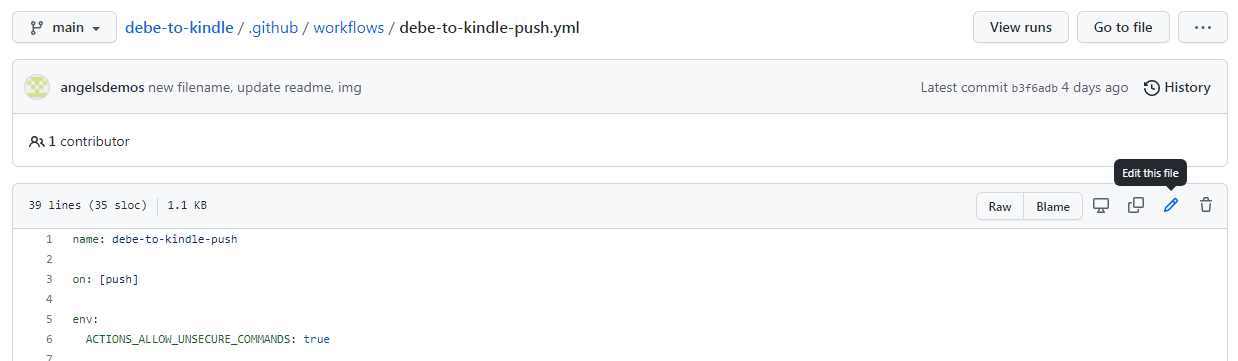 main debe-to-kindle / .github / workflows / debe-to-kindle-push.yml View runs Go to file ...
angelsdemos new filename, update readme, img Latest commit b3f6adb 4 days ago History
1 contributor
Edit this file
39 lines (35 sloc) 1.1 KB Raw Blame
1 name: debe-to-kindle-push
2
3 on: [push]
4
5 env:
6 ACTIONS_ALLOW_UNSECURE_COMMANDS: true
7